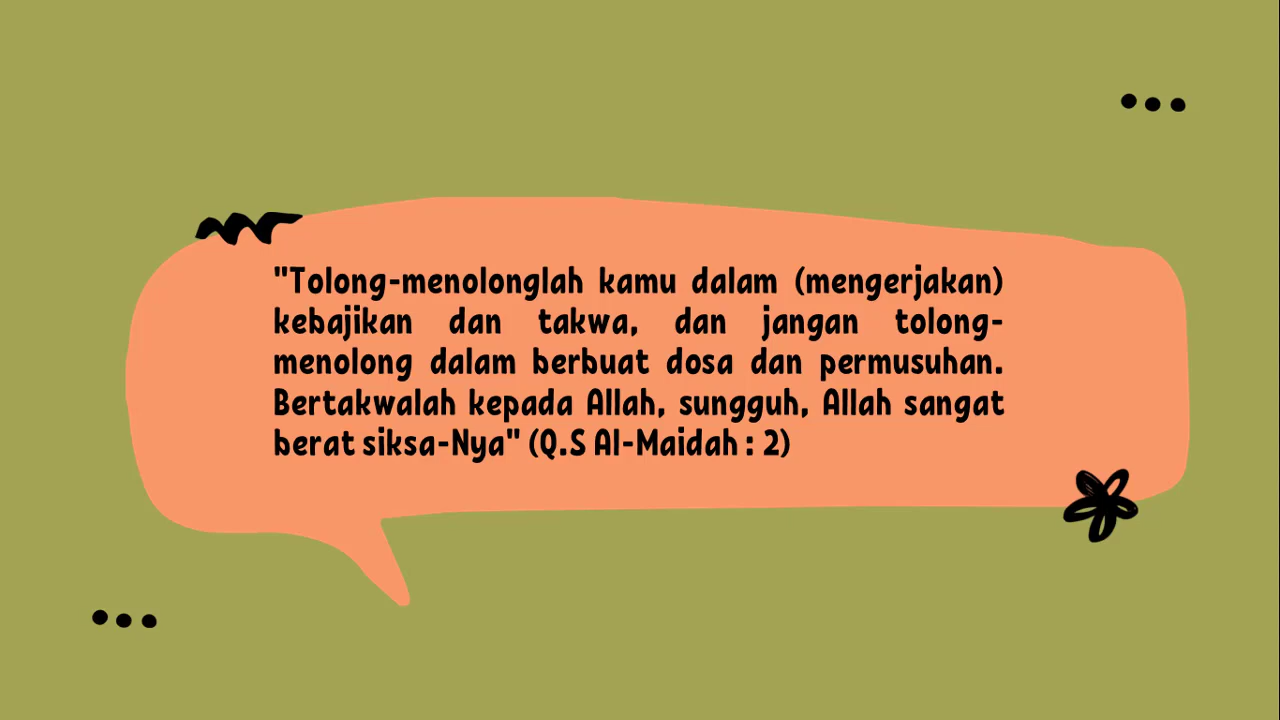 "Tolong-menolonglah kamu dalam (mengerjakan)
kebajikan dan takwa, dan jangan tolong-
menolong dalam berbuat dosa dan permusuhan.
Bertakwalah kepada Allah, sungguh, Allah sangat
berat siksa-Nya" (Q.S Al-Maidah : 2)